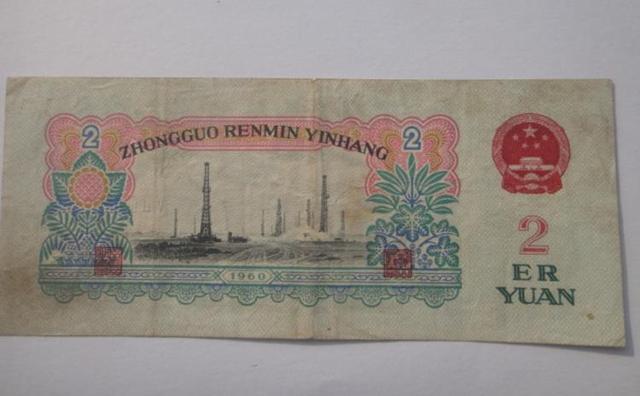 2
ZHONGGUO RENMIN YINHANG
2
1960
2
ER
YUAN